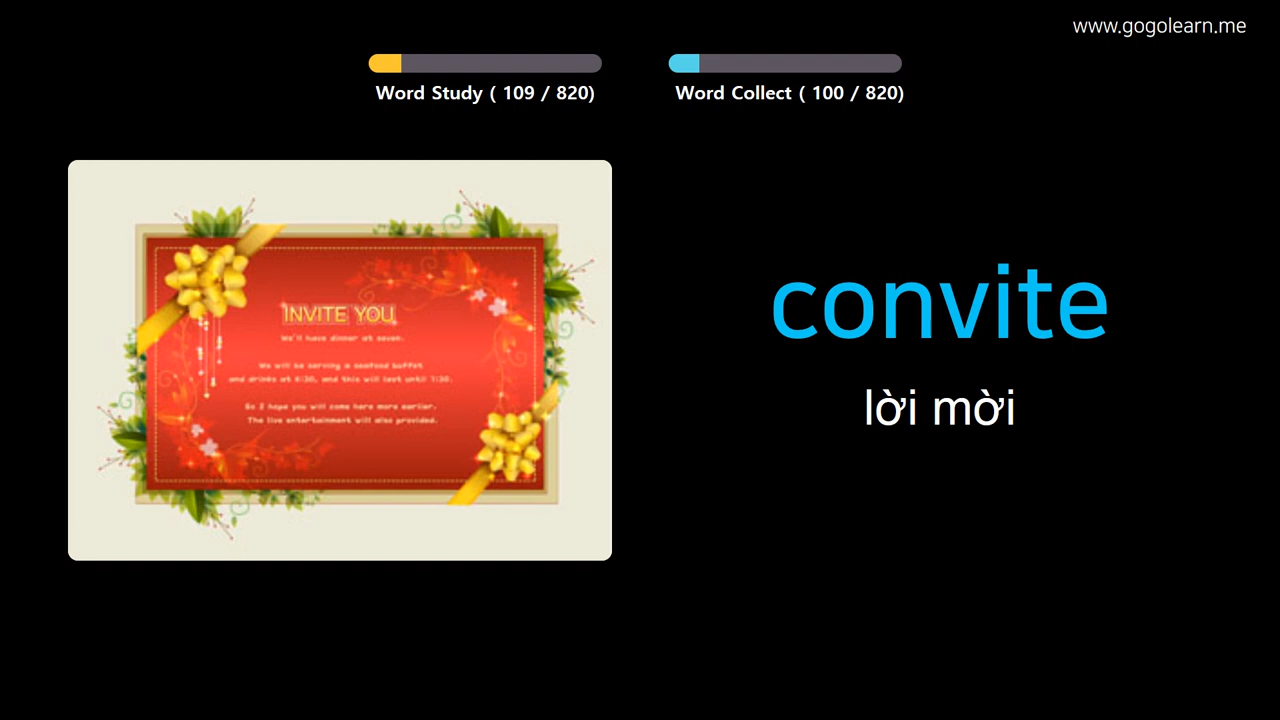 www.gogolearn.me
Word Study ( 109 / 820)
Word Collect ( 100 / 820)
INVITE YOU
We'll have dinner at seven.
We will be serving a seafood buffet
and drinks at 6:30, and this will last until 1:30.
So I hope you will come here more earlier.
The live entertainment will also provided.
convite
lời mời